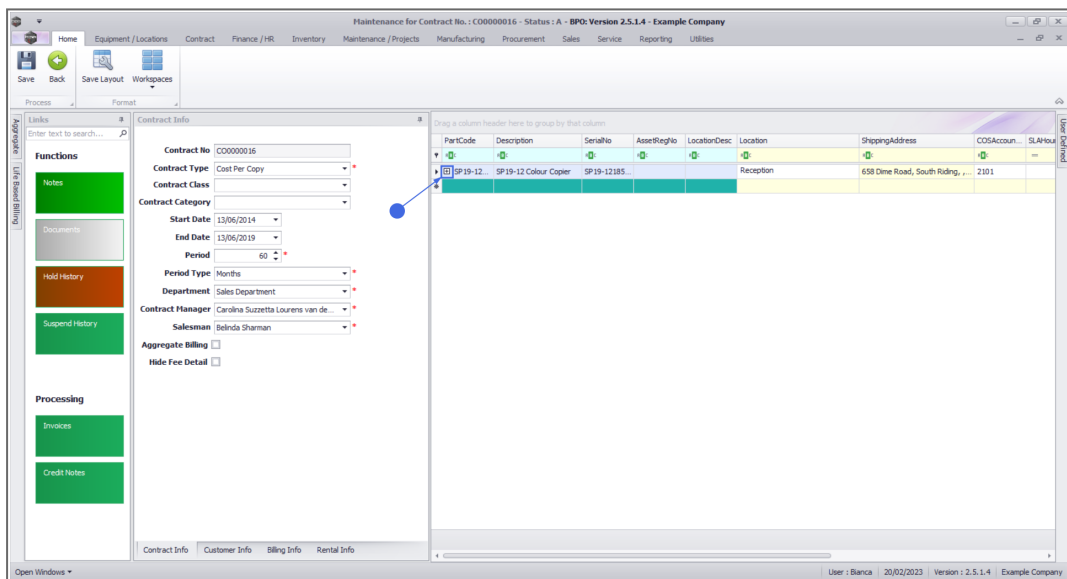 Maintenance for Contract No. : CO0000016 - Status : A - BPO: Version 2.5.1.4 - Example Company
Home Equipment / Locations Contract Finance / HR Inventory Maintenance / Projects Manufacturing Procurement Sales Service Reporting Utilities
Save Back Save Layout Workspaces
Process Format
Aggregate
Life Based Billing
Links
Enter text to search...
Functions
Notes
Documents
Hold History
Suspend History
Processing
Invoices
Credit Notes
Contract Info
Contract No CO0000016
Contract Type Cost Per Copy *
Contract Class
Contract Category
Start Date 13/06/2014
End Date 13/06/2019
Period 60 *
Period Type Months *
Department Sales Department *
Contract Manager Carolina Suzzetta Lourens van de... *
Salesman Belinda Sharman *
Aggregate Billing
Hide Fee Detail
Contract Info Customer Info Billing Info Rental Info
Drag a column header here to group by that column
PartCode Description SerialNo AssetRegNo LocationDesc Location ShippingAddress COSAccoun... SLAHour
SP19-12... SP19-12 Colour Copier SP19-12185... Reception 658 Dime Road, South Riding, ,... 2101
User Defined
Open Windows User : Bianca 20/02/2023 Version : 2.5.1.4 Example Company